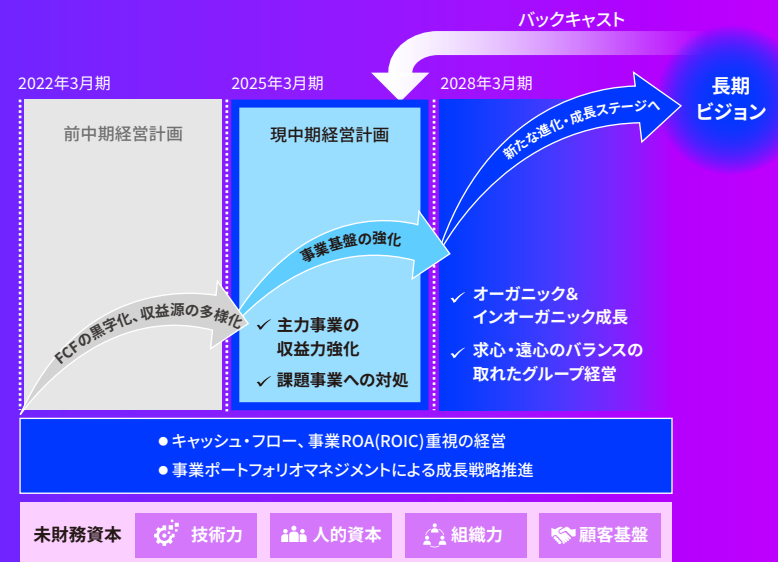 バックキャスト
2022年3月期
2025年3月期
2028年3月期
長期
ビジョン
前中期経営計画
現中期経営計画
新たな進化・成長ステージへ
事業基盤の強化
FCFの黒字化、収益源の多様化
主力事業の
収益力強化
課題事業への対処
オーガニック&
インオーガニック成長
求心・遠心のバランスの
取れたグループ経営
●キャッシュ・フロー、事業ROA(ROIC)重視の経営
●事業ポートフォリオマネジメントによる成長戦略推進
未財務資本
技術力
人的資本
組織力
顧客基盤